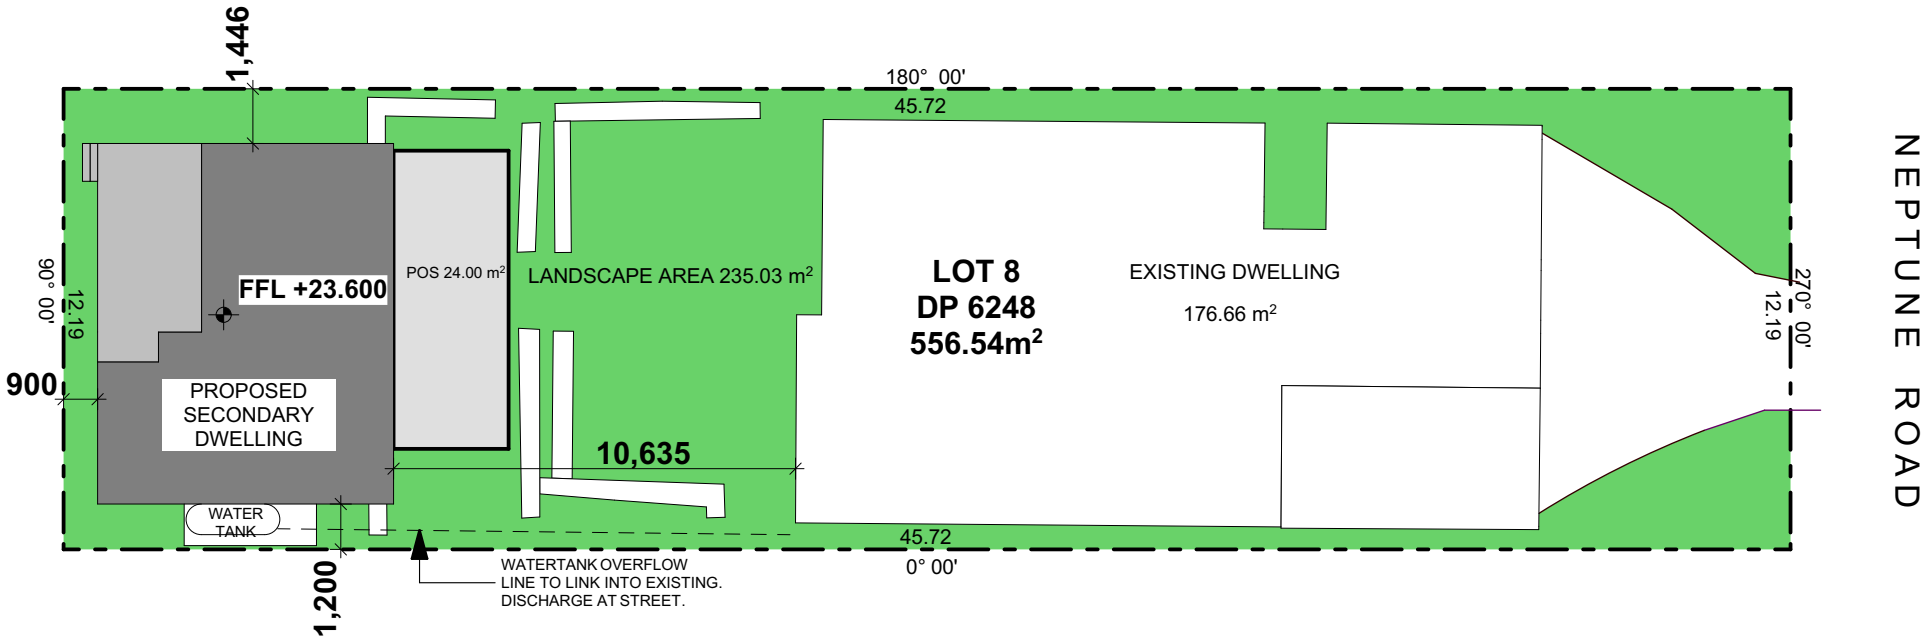 1,446
180° 00'
45.72
NEPTUNE ROAD
POS 24.00 m²
LANDSCAPE AREA 235.03 m²
LOT 8
DP 6248
556.54m²
EXISTING DWELLING
176.66 m²
90° 00'
12.19
FFL +23.600
270° 00'
12.19
900
PROPOSED
SECONDARY
DWELLING
10,635
WATER
TANK
45.72
0° 00'
1,200
WATERTANK OVERFLOW
LINE TO LINK INTO EXISTING.
DISCHARGE AT STREET.